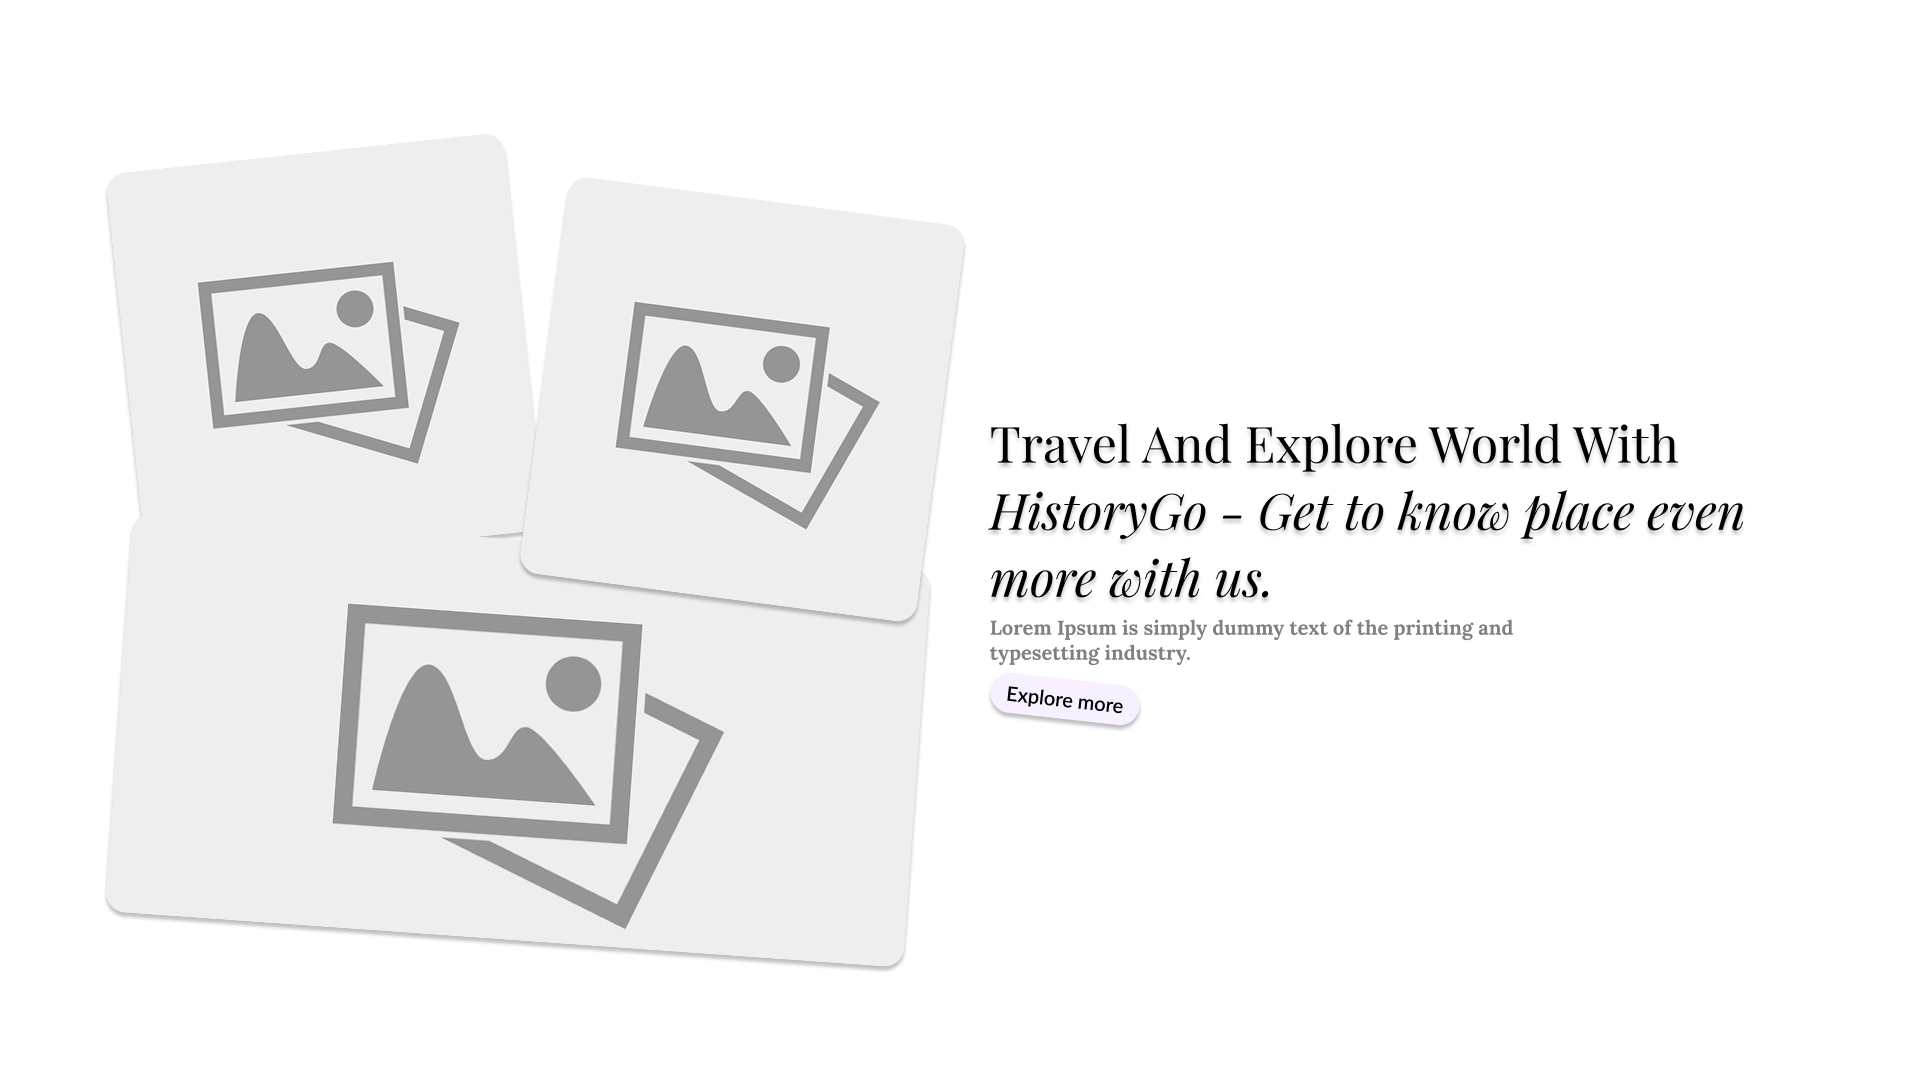 Travel And Explore World With
HistoryGo - Get to know place even
more with us.
Lorem Ipsum is simply dummy text of the printing and
typesetting industry.
Explore more